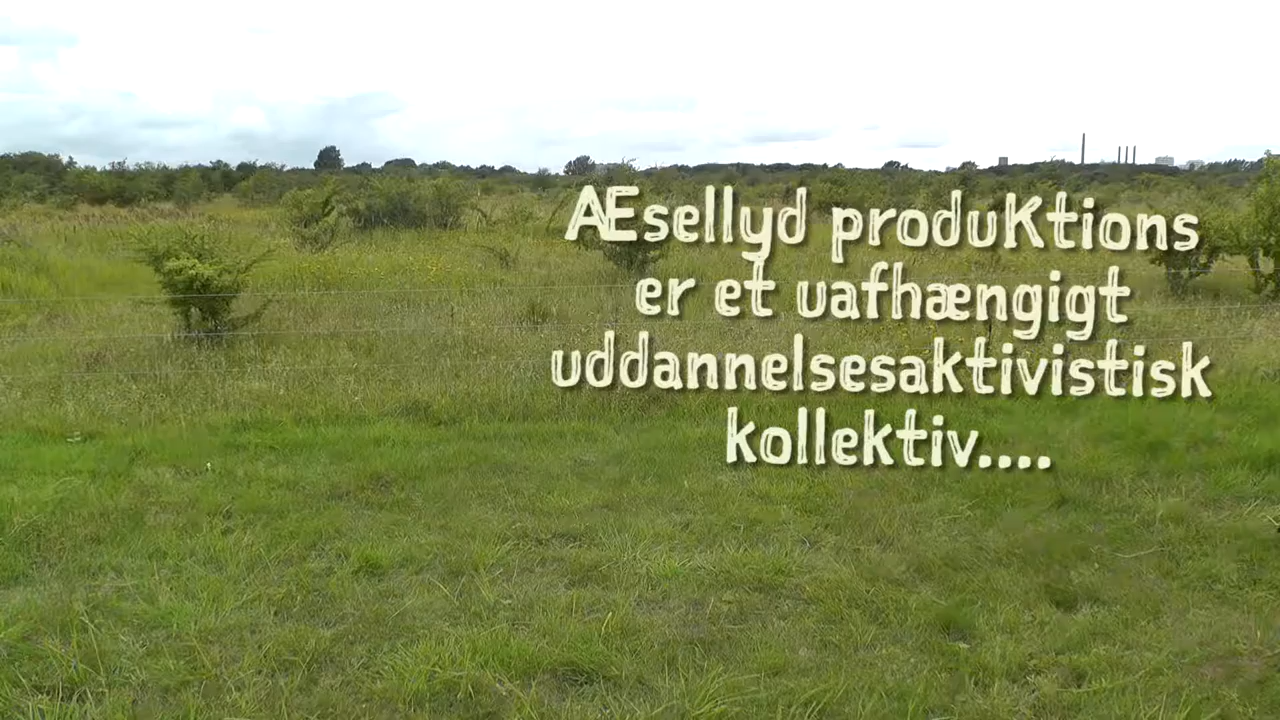 Æsellyd produktions
er et uafhængigt
uddannelsesaktivistisk
kollektiv....